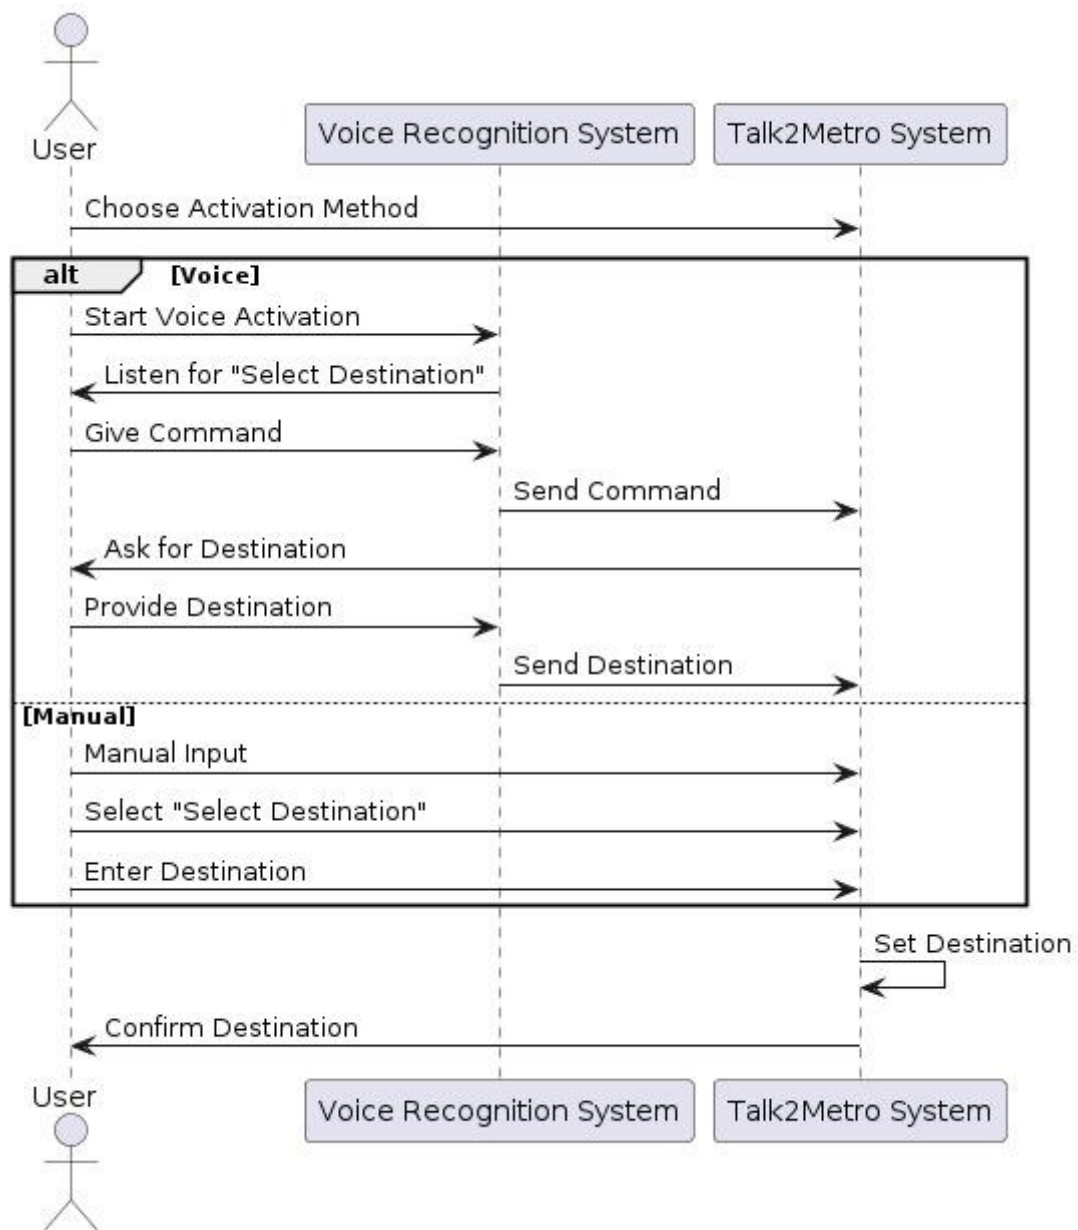 User
Voice Recognition System
Talk2Metro System
Choose Activation Method
alt
[Voice]
Start Voice Activation
Listen for "Select Destination"
Give Command
Send Command
Ask for Destination
Provide Destination
Send Destination
[Manual]
Manual Input
Select "Select Destination"
Enter Destination
Set Destination
Confirm Destination
User
Voice Recognition System
Talk2Metro System